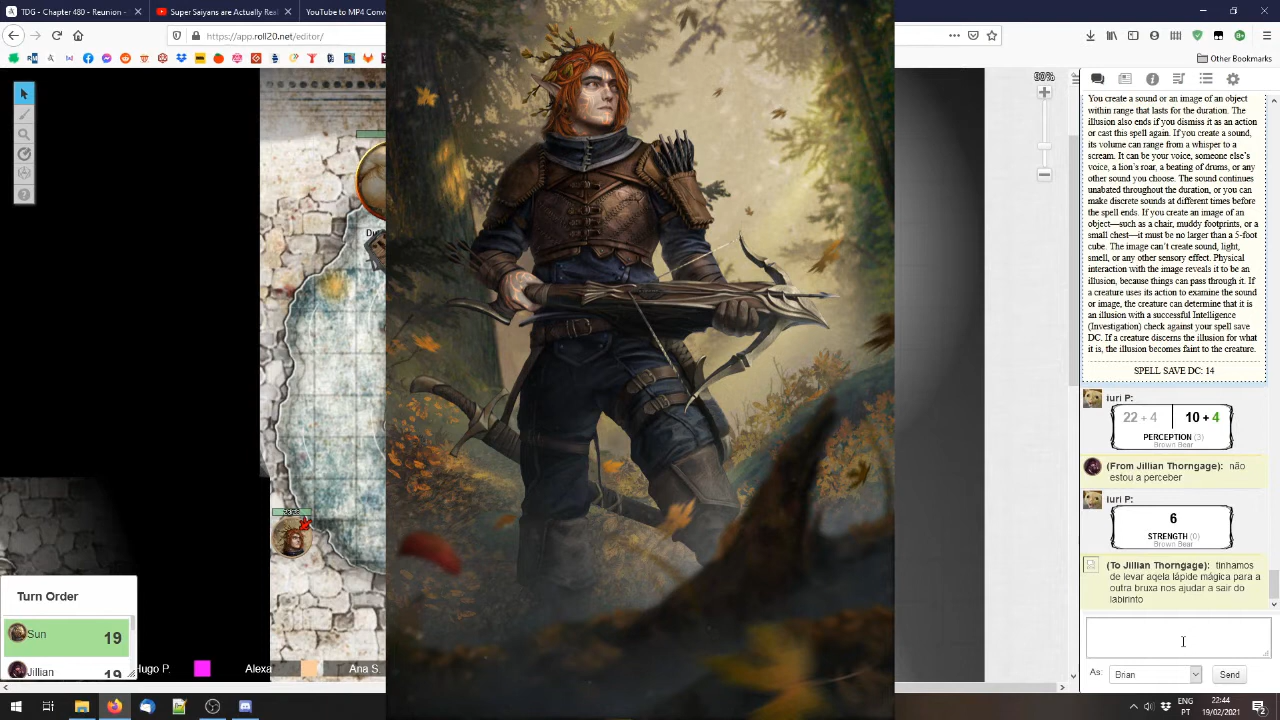 TDG - Chapter 480 - Reunion
Super Saiyans are Actually Real
YouTube to MP4 Conv
https://app.roll20.net/editor/
Other Bookmarks
80%
You create a sound or an image of an object
within range that lasts for the duration. The
illusion also ends if you dismiss it as an action
or cast this spell again. If you create a sound,
its volume can range from a whisper to a
scream. It can be your voice, someone else's
voice, a lion's roar, a beating of drums, or any
other sound you choose. The sound continues
unabated throughout the duration, or you can
make discrete sounds at different times before
the spell ends. If you create an image of an
object—such as a chair, muddy footprints, or a
small chest—it must be no larger than a 5-foot
cube. The image can't create sound, light,
smell, or any other sensory effect. Physical
interaction with the image reveals it to be an
illusion, because things can pass through it. If
a creature uses its action to examine the sound
or image, the creature can determine that it is
an illusion with a successful Intelligence
(Investigation) check against your spell save
DC. If a creature discerns the illusion for what
it is, the illusion becomes faint to the creature.
SPELL SAVE DC: 14
iuri P:
22 + 4 10 + 4
PERCEPTION (3)
Brown Bear
(From Jillian Thorngage): não
estou a perceber
iuri P:
6
STRENGTH (0)
Brown Bear
(To Jillian Thorngage): tinhamos
de levar aqela lápide mágica para a
outra bruxa nos ajudar a sair do
labirinto
As: Brian Send
Turn Order
Sun 19
Jillian 19
Hugo P. Alexa Ana S
ENG
PT
22:44
19/02/2021
2